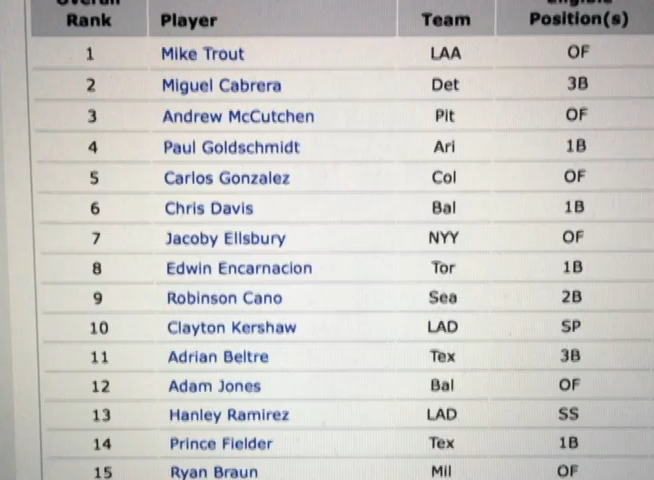 Overall Eligible
Rank Player Team Position(s)
1 Mike Trout LAA OF
2 Miguel Cabrera Det 3B
3 Andrew McCutchen Pit OF
4 Paul Goldschmidt Ari 1B
5 Carlos Gonzalez Col OF
6 Chris Davis Bal 1B
7 Jacoby Ellsbury NYY OF
8 Edwin Encarnacion Tor 1B
9 Robinson Cano Sea 2B
10 Clayton Kershaw LAD SP
11 Adrian Beltre Tex 3B
12 Adam Jones Bal OF
13 Hanley Ramirez LAD SS
14 Prince Fielder Tex 1B
15 Ryan Braun Mil OF